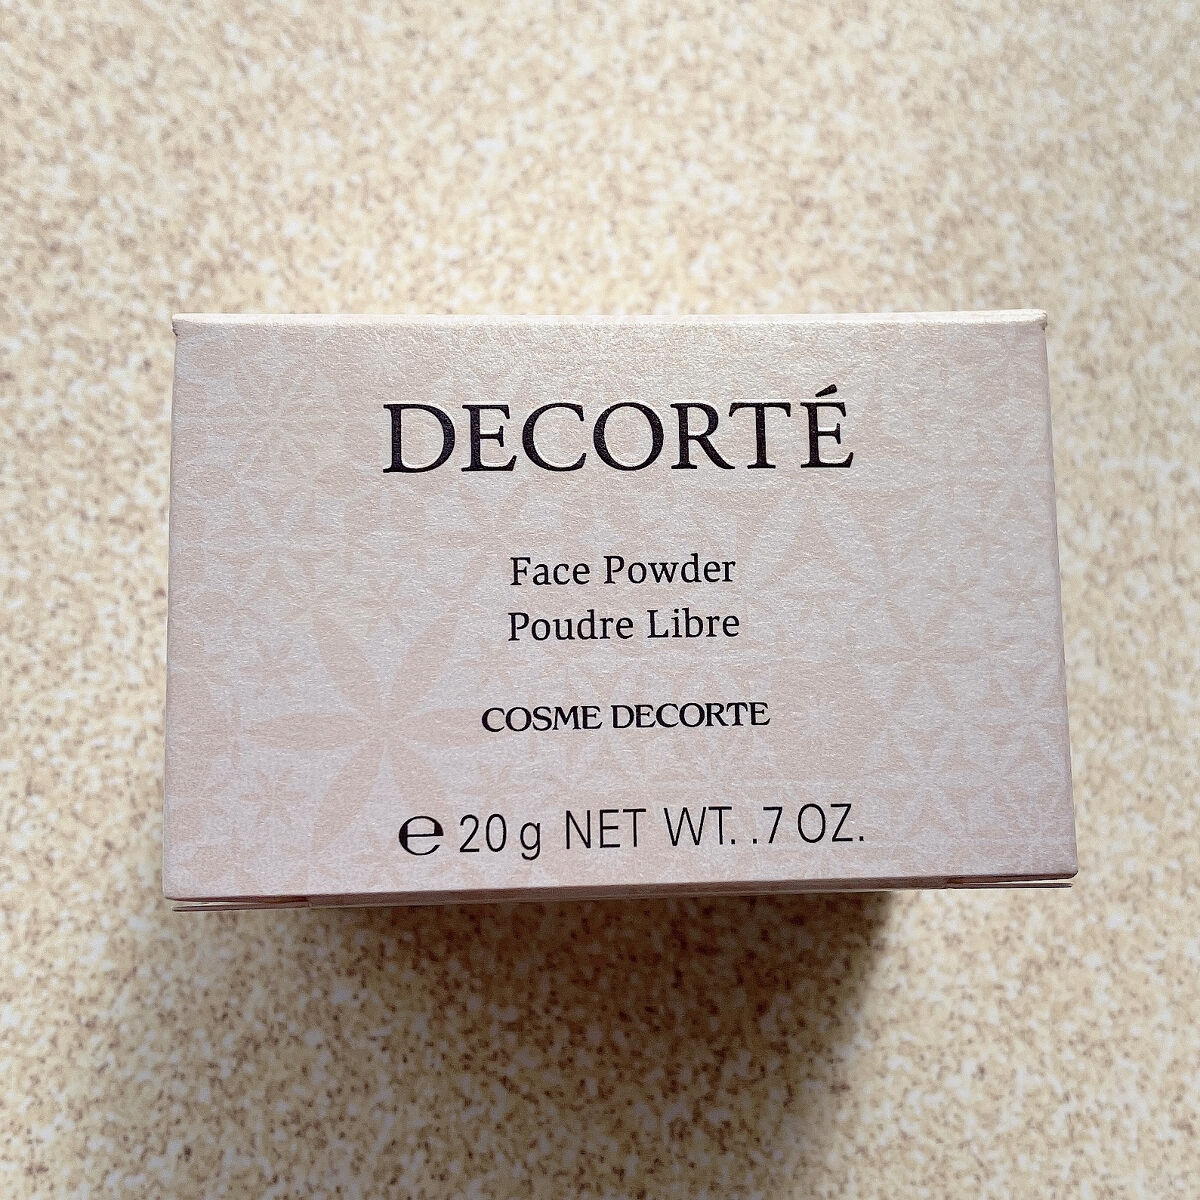 DECORTÉ
Face Powder
Poudre Libre
COSME DECORTE
℮ 20 g NET WT. .7 OZ.